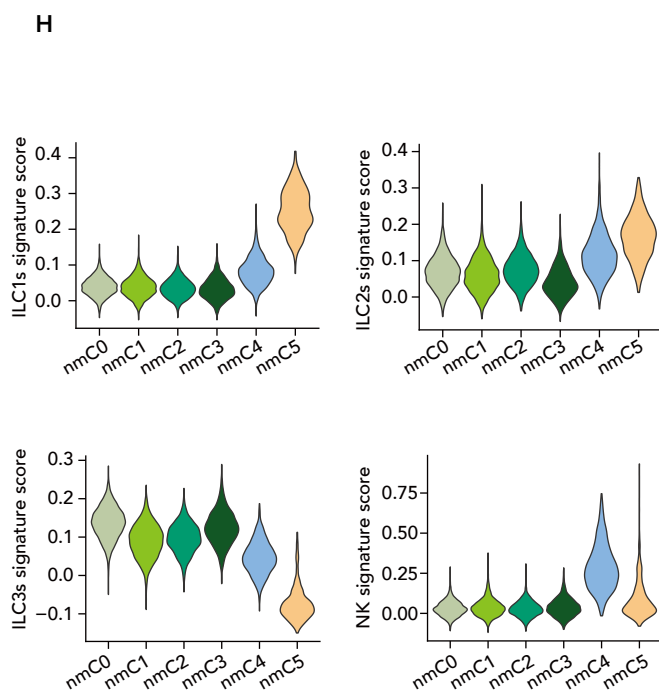 H
ILC1s signature score
0.4
0.3
0.2
0.1
0.0
nmC0 nmC1 nmC2 nmC3 nmC4 nmC5
ILC2s signature score
0.4
0.3
0.2
0.1
0.0
nmC0 nmC1 nmC2 nmC3 nmC4 nmC5
ILC3s signature score
0.3
0.2
0.1
0.0
−0.1
nmC0 nmC1 nmC2 nmC3 nmC4 nmC5
NK signature score
0.75
0.50
0.25
0.00
nmC0 nmC1 nmC2 nmC3 nmC4 nmC5